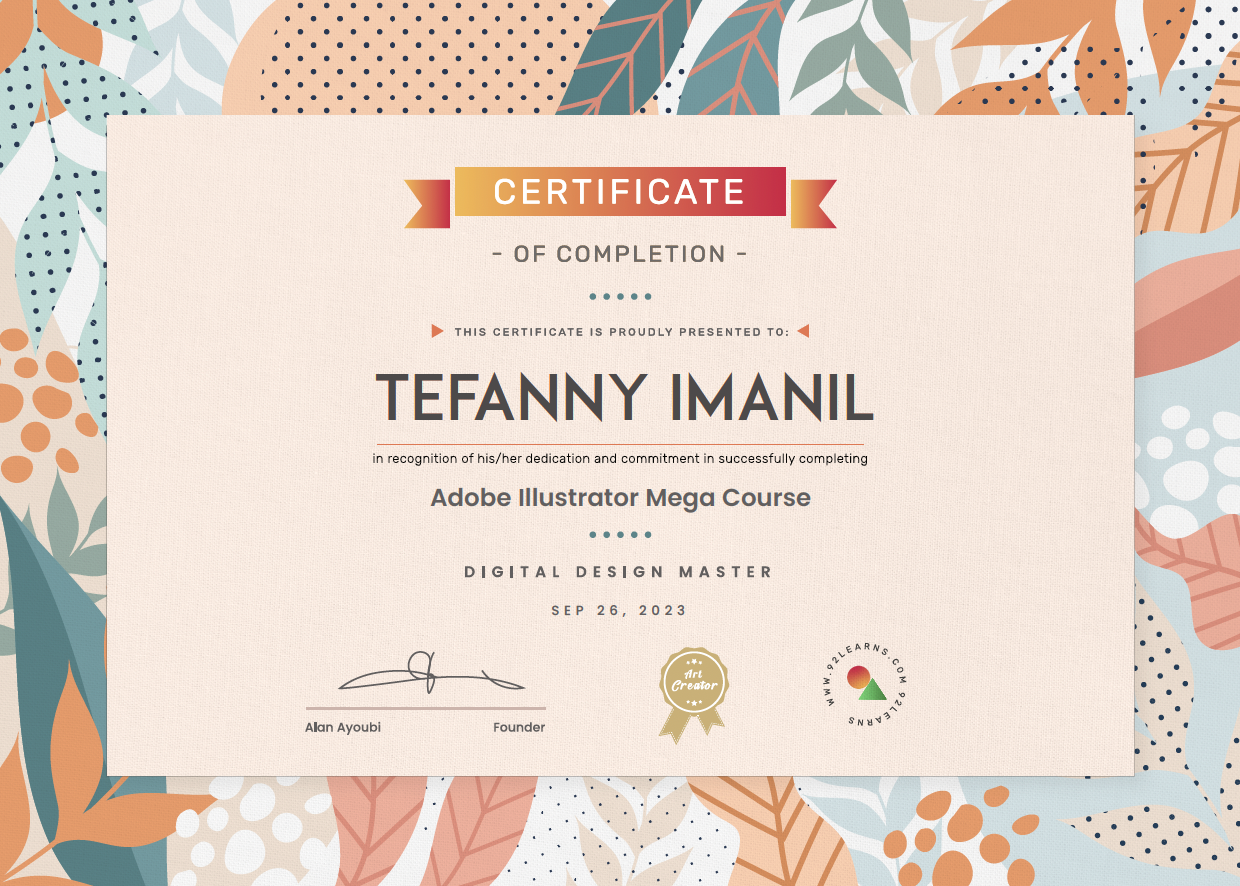 CERTIFICATE
- OF COMPLETION -
THIS CERTIFICATE IS PROUDLY PRESENTED TO:
TEFANNY IMANIL
in recognition of his/her dedication and commitment in successfully completing
Adobe Illustrator Mega Course
DIGITAL DESIGN MASTER
SEP 26, 2023
Alan Ayoubi
Founder
Art
Creator
WWW.92LEARNS.COM 92LEARNS